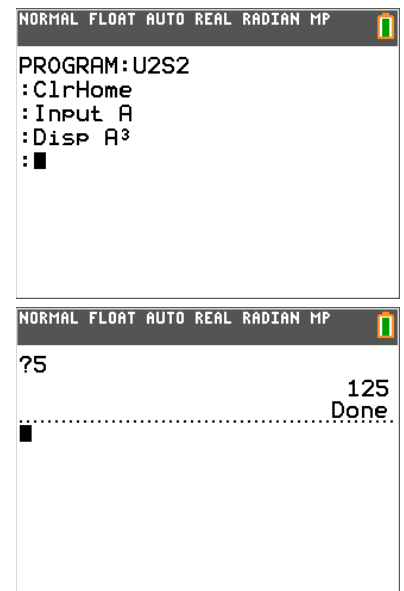 NORMAL FLOAT AUTO REAL RADIAN MP
PROGRAM:U2S2
:ClrHome
:Input A
:Disp A³
:
NORMAL FLOAT AUTO REAL RADIAN MP
?5
125
Done